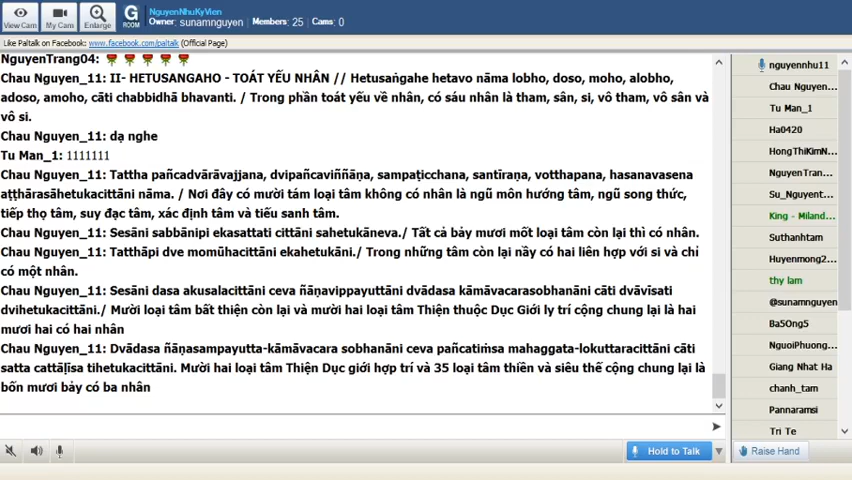 View Cam
My Cam
Enlarge
G
ROOM
NguyenNhuKyVien
Owner: sunamnguyen Members: 25 Cams: 0
Like Paltalk on Facebook: www.facebook.com/paltalk (Official Page)
NguyenTrang04:
Chau Nguyen_11: II- HETUSANGAHO - TOÁT YẾU NHÂN // Hetusaṅgahe hetavo nāma lobho, doso, moho, alobho,
adoso, amoho, cāti chabbidhā bhavanti. / Trong phần toát yếu về nhân, có sáu nhân là tham, sân, si, vô tham, vô sân và
vô si.
Chau Nguyen_11: dạ nghe
Tu Man_1: 1111111
Chau Nguyen_11: Tattha pañcadvārāvajjana, dvipañcaviññāṇa, sampaṭicchana, santīraṇa, votthapana, hasanavasena
aṭṭhārasāhetukacittāni nāma. / Nơi đây có mười tám loại tâm không có nhân là ngũ môn hướng tâm, ngũ song thức,
tiếp thọ tâm, suy đạc tâm, xác định tâm và tiếu sanh tâm.
Chau Nguyen_11: Sesāni sabbānipi ekasattati cittāni sahetukāneva./ Tất cả bảy mươi mốt loại tâm còn lại thì có nhân.
Chau Nguyen_11: Tatthāpi dve momūhacittāni ekahetukāni./ Trong những tâm còn lại nầy có hai liên hợp với si và chỉ
có một nhân.
Chau Nguyen_11: Sesāni dasa akusalacittāni ceva ñāṇavippayuttāni dvādasa kāmāvacarasobhanāni cāti dvāvīsati
dvihetukacittāni./ Mười loại tâm bất thiện còn lại và mười hai loại tâm Thiện thuộc Dục Giới ly trí cộng chung lại là hai
mươi hai có hai nhân
Chau Nguyen_11: Dvādasa ñāṇasampayutta-kāmāvacara sobhanāni ceva pañcatiṁsa mahaggata-lokuttaracittāni cāti
satta cattāḷīsa tihetukacittāni. Mười hai loại tâm Thiện Dục giới hợp trí và 35 loại tâm thiền và siêu thế cộng chung lại là
bốn mươi bảy có ba nhân
Hold to Talk
Raise Hand
nguyennhu11
Chau Nguyen...
Tu Man_1
Ha0420
HongThiKimN...
NguyenTran...
Su_Nguyent...
King - Miland...
Suthanhtam
Huyenmong2...
thy lam
@sunamnguyen
Ba5Ong5
NguoiPhuong...
Giang Nhat Ha
chanh_tam
Pannaramsi
Tri Te